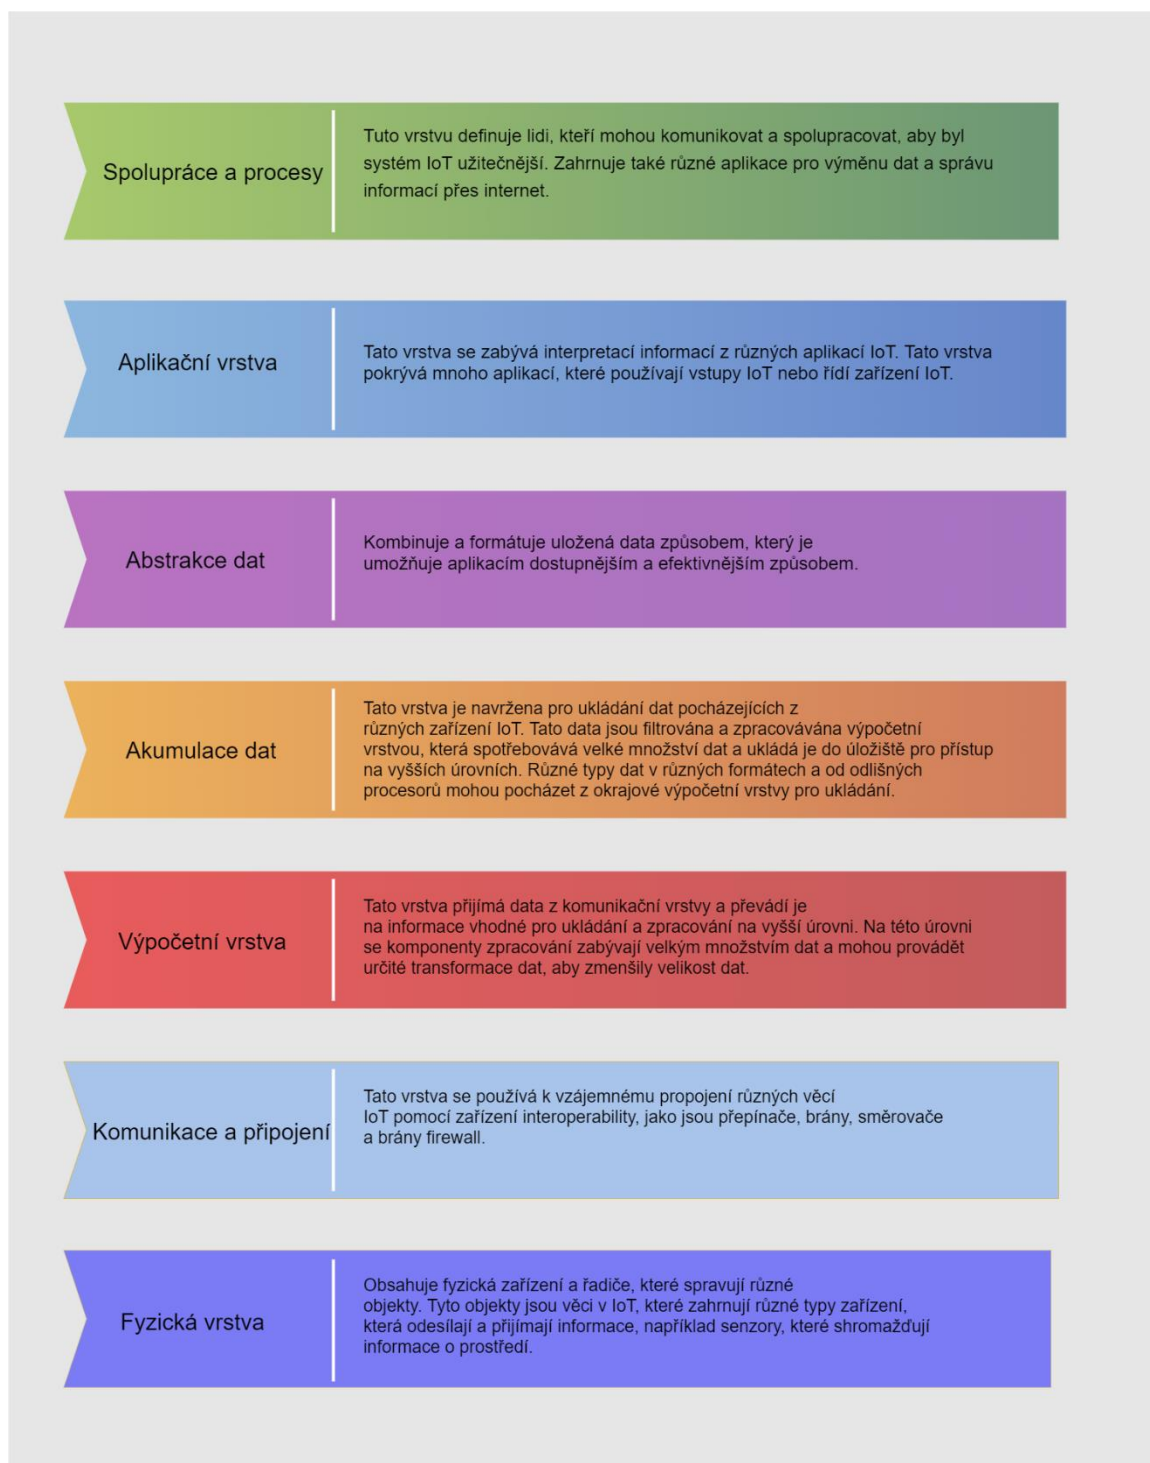 Spolupráce a procesy
Tuto vrstvu definuje lidi, kteří mohou komunikovat a spolupracovat, aby byl
systém IoT užitečnější. Zahrnuje také různé aplikace pro výměnu dat a správu
informací přes internet.
Aplikační vrstva
Tato vrstva se zabývá interpretací informací z různých aplikací IoT. Tato vrstva
pokrývá mnoho aplikací, které používají vstupy IoT nebo řídí zařízení IoT.
Abstrakce dat
Kombinuje a formátuje uložená data způsobem, který je
umožňuje aplikacím dostupnějším a efektivnějším způsobem.
Akumulace dat
Tato vrstva je navržena pro ukládání dat pocházejících z
různých zařízení IoT. Tato data jsou filtrována a zpracovávána výpočetní
vrstvou, která spotřebovává velké množství dat a ukládá je do úložiště pro přístup
na vyšších úrovních. Různé typy dat v různých formátech a od odlišných
procesorů mohou pocházet z okrajové výpočetní vrstvy pro ukládání.
Výpočetní vrstva
Tato vrstva přijímá data z komunikační vrstvy a převádí je
na informace vhodné pro ukládání a zpracování na vyšší úrovni. Na této úrovni
se komponenty zpracování zabývají velkým množstvím dat a mohou provádět
určité transformace dat, aby zmenšily velikost dat.
Komunikace a připojení
Tato vrstva se používá k vzájemnému propojení různých věcí
IoT pomocí zařízení interoperability, jako jsou přepínače, brány, směrovače
a brány firewall.
Fyzická vrstva
Obsahuje fyzická zařízení a řadiče, které spravují různé
objekty. Tyto objekty jsou věci v IoT, které zahrnují různé typy zařízení,
která odesílají a přijímají informace, například senzory, které shromažďují
informace o prostředí.